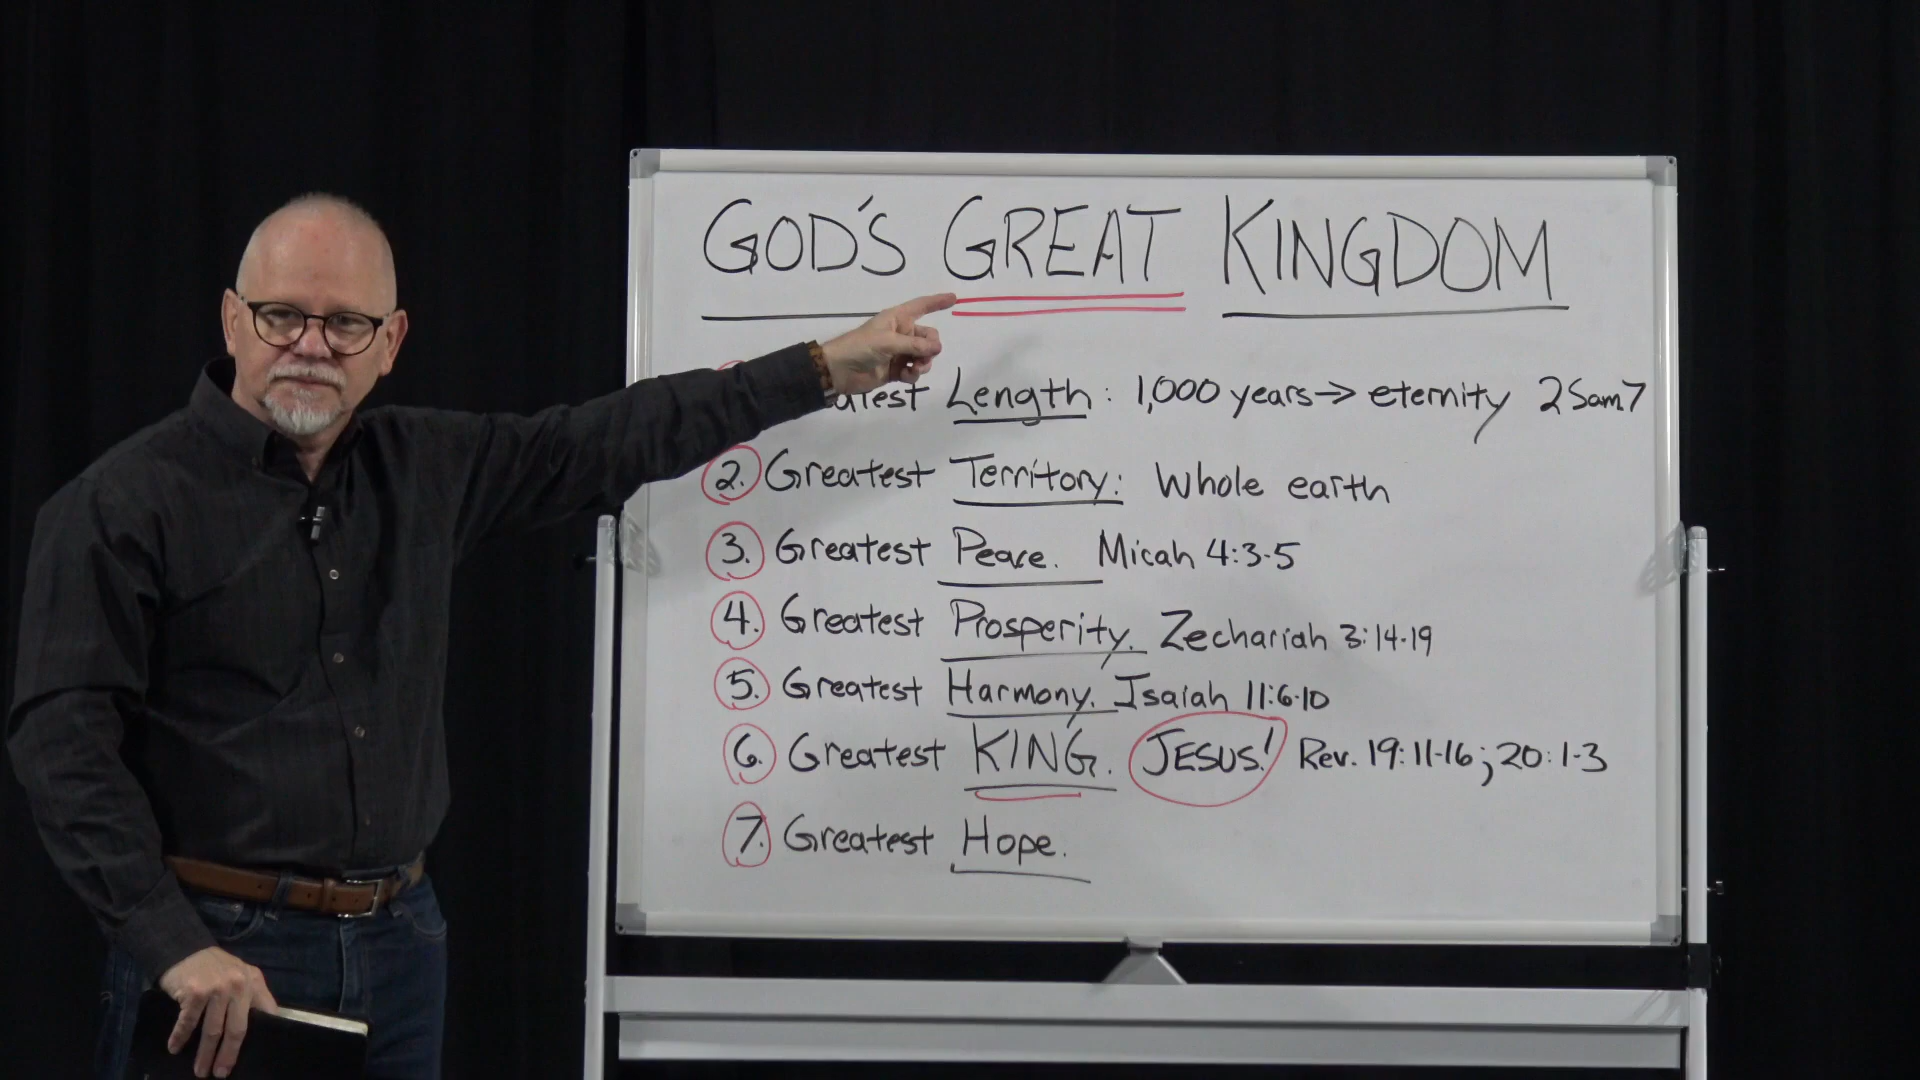 GOD'S GREAT KINGDOM
Length: 1,000 years → eternity 2 Sam. 7
2. Greatest Territory: Whole earth
3. Greatest Peace. Micah 4:3-5
4. Greatest Prosperity. Zechariah 3:14-19
5. Greatest Harmony. Isaiah 11:6-10
6. Greatest KING. JESUS! Rev. 19:11-16; 20:1-3
7. Greatest Hope.